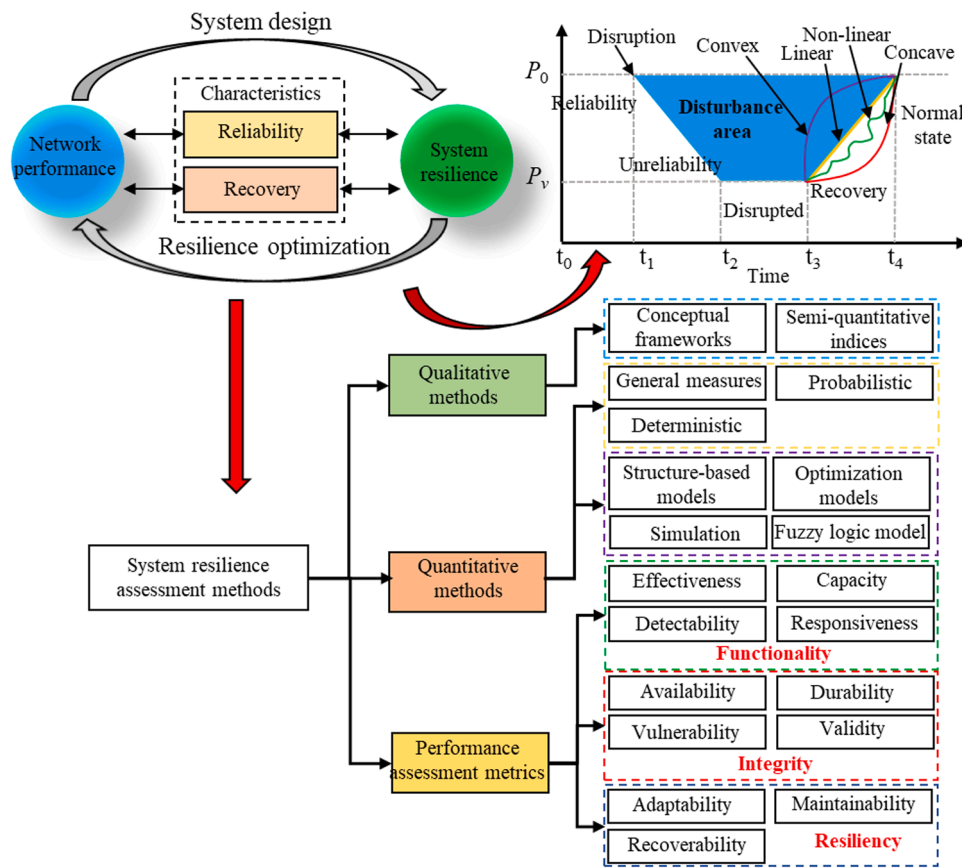 System design
Characteristics
Reliability
Recovery
Network
performance
System
resilience
Resilience optimization
Disruption
Convex
Non-linear
Linear
Concave
P0
Reliability
Disturbance
area
Normal
state
Unreliability
Pv
Disrupted
Recovery
t0
t1
t2
t3
t4
Time
Conceptual
frameworks
Semi-quantitative
indices
Qualitative
methods
General measures
Probabilistic
Deterministic
Structure-based
models
Optimization
models
Simulation
Fuzzy logic model
System resilience
assessment methods
Quantitative
methods
Effectiveness
Capacity
Detectability
Responsiveness
Functionality
Availability
Durability
Vulnerability
Validity
Integrity
Performance
assessment metrics
Adaptability
Maintainability
Recoverability
Resiliency